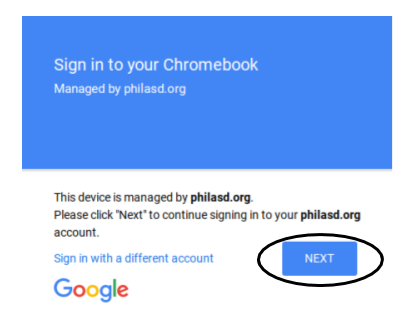 Sign in to your Chromebook
Managed by philasd.org
This device is managed by philasd.org.
Please click "Next" to continue signing in to your philasd.org
account.
Sign in with a different account
NEXT
Google